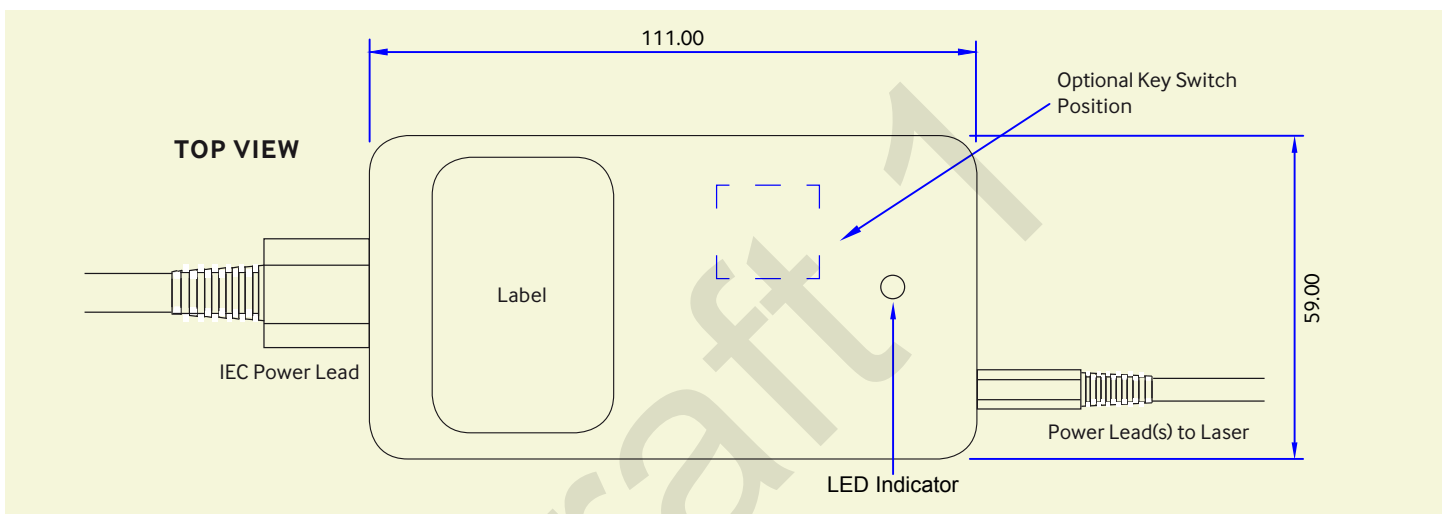 111.00
Optional Key Switch
Position
TOP VIEW
59.00
Label
IEC Power Lead
Power Lead(s) to Laser
LED Indicator
raft 1